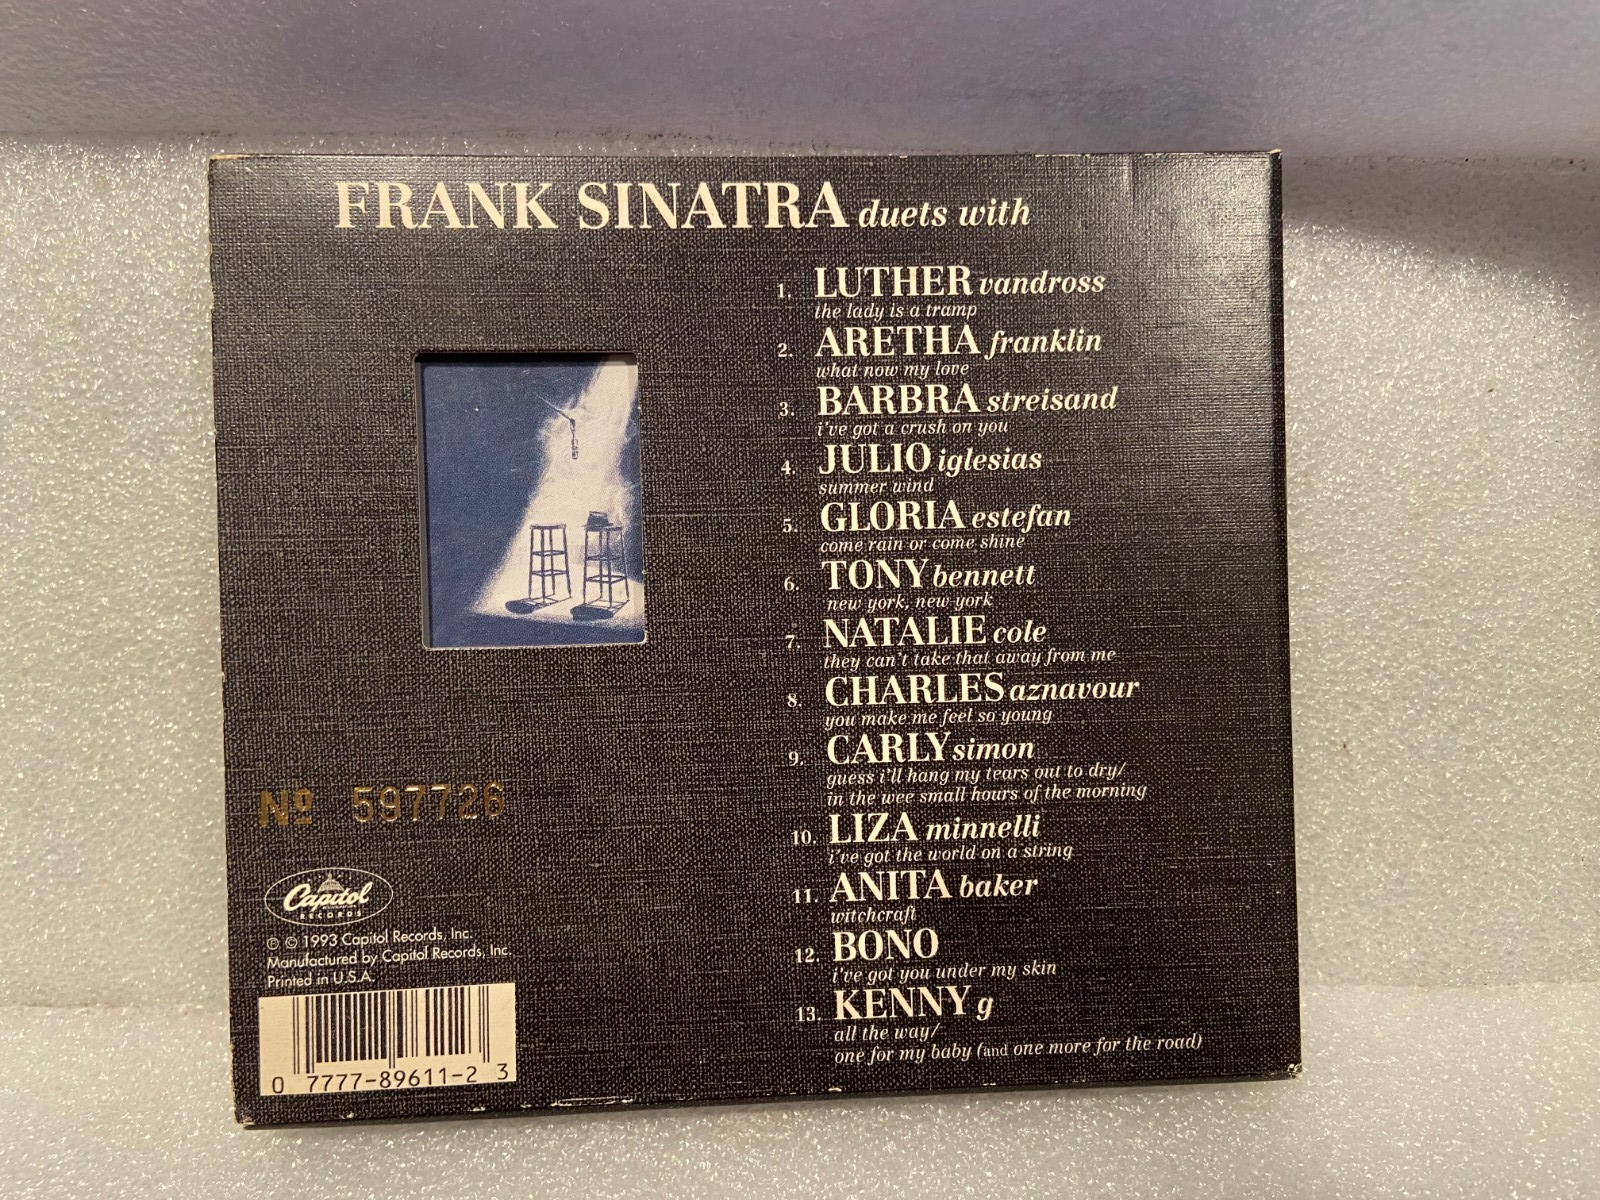 FRANK SINATRA duets with
1. LUTHER vandross
the lady is a tramp
2. ARETHA franklin
what now my love
3. BARBRA streisand
i've got a crush on you
4. JULIO iglesias
summer wind
5. GLORIA estefan
come rain or come shine
6. TONY bennett
new york, new york
7. NATALIE cole
they can't take that away from me
8. CHARLES aznavour
you make me feel so young
9. CARLY simon
guess i'll hang my tears out to dry/
in the wee small hours of the morning
10. LIZA minnelli
i've got the world on a string
11. ANITA baker
witchcraft
12. BONO
i've got you under my skin
13. KENNY g
all the way/
one for my baby (and one more for the road)
Nº 597726
Capitol
RECORDS
℗ © 1993 Capitol Records, Inc.
Manufactured by Capitol Records, Inc.
Printed in U.S.A.
0 7777-89611-2 3